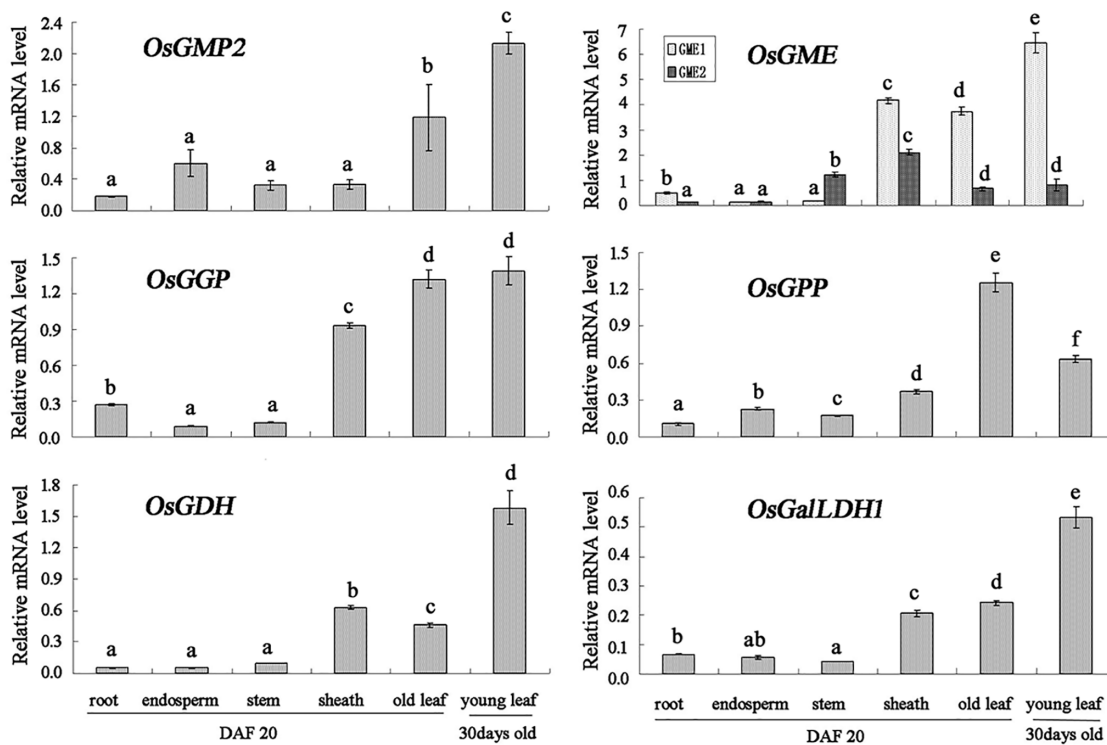 Relative mRNA level
2.4
2.0
1.6
1.2
0.8
0.4
0.0
OsGMP2
a
a
a
a
b
c
Relative mRNA level
7
6
5
4
3
2
1
0
GME1
GME2
OsGME
b
a
a
a
a
b
c
c
d
d
e
d
Relative mRNA level
1.5
1.2
0.9
0.6
0.3
0.0
OsGGP
b
a
a
c
d
d
Relative mRNA level
1.5
1.2
0.9
0.6
0.3
0.0
OsGPP
a
b
c
d
e
f
Relative mRNA level
1.8
1.5
1.2
0.9
0.6
0.3
0.0
OsGDH
a
a
a
b
c
d
root endosperm stem sheath old leaf young leaf
DAF 20 30days old
Relative mRNA level
0.6
0.5
0.4
0.3
0.2
0.1
0
OsGalLDH1
b
ab
a
c
d
e
root endosperm stem sheath old leaf young leaf
DAF 20 30days old